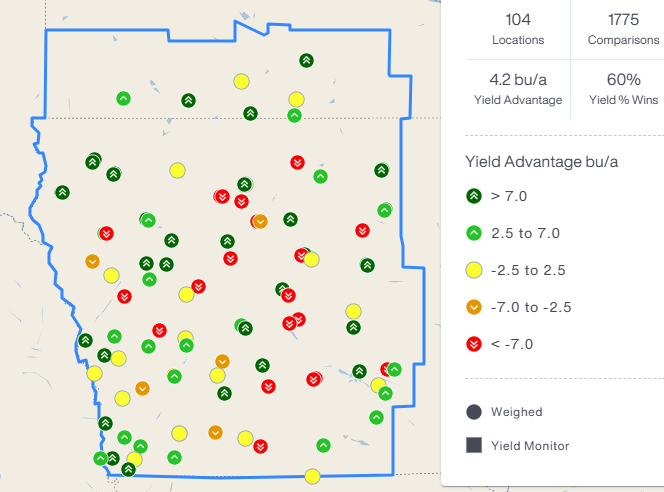 104
1775
Locations
Comparisons
4.2 bu/a
60%
Yield Advantage
Yield % Wins
Yield Advantage bu/a
> 7.0
2.5 to 7.0
-2.5 to 2.5
-7.0 to -2.5
< -7.0
Weighed
Yield Monitor